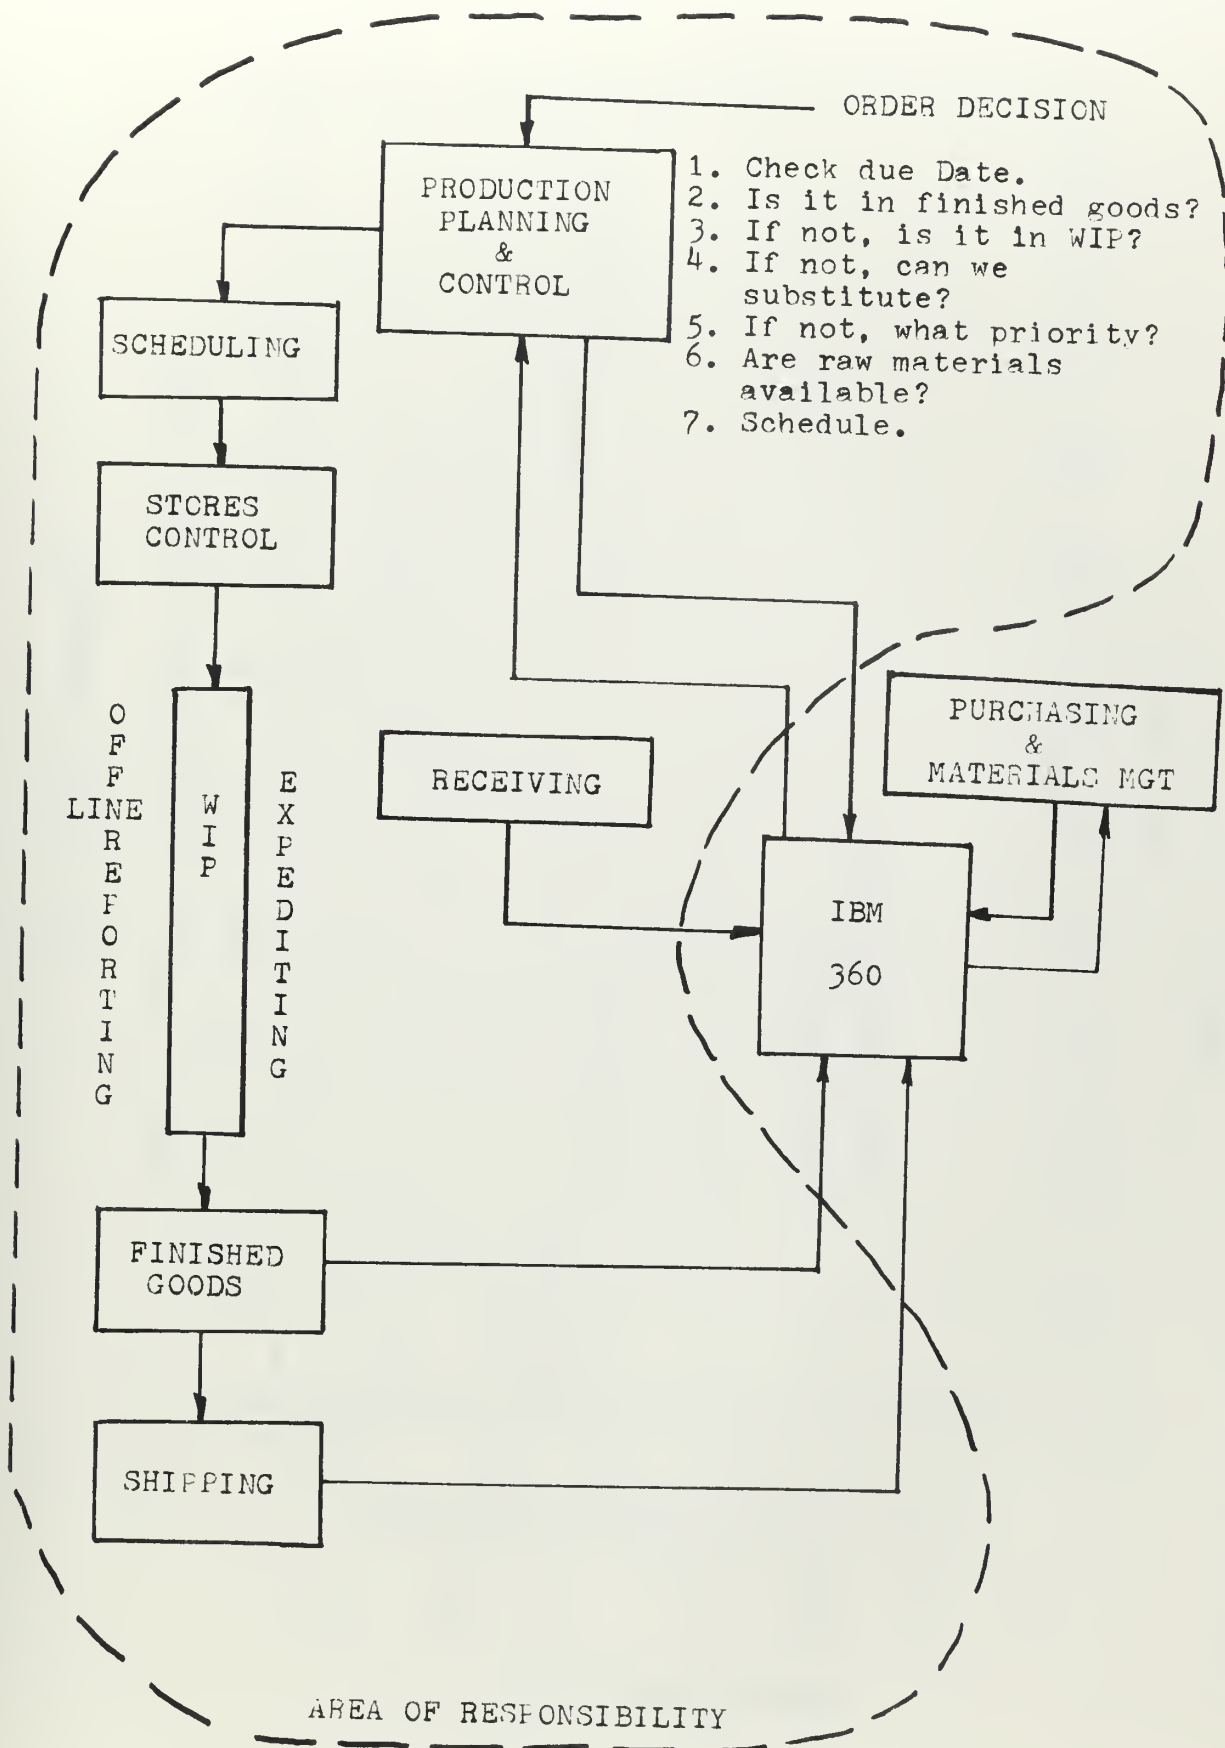 ORDER DECISION
1. Check due Date.
2. Is it in finished goods?
3. If not, is it in WIP?
4. If not, can we
substitute?
5. If not, what priority?
6. Are raw materials
available?
7. Schedule.
PRODUCTION
PLANNING
&
CONTROL
SCHEDULING
STORES
CONTROL
OFF
LINE
REPORTING
WIP
EXPEDITING
RECEIVING
PURCHASING
&
MATERIALS MGT
IBM
360
FINISHED
GOODS
SHIPPING
AREA OF RESPONSIBILITY